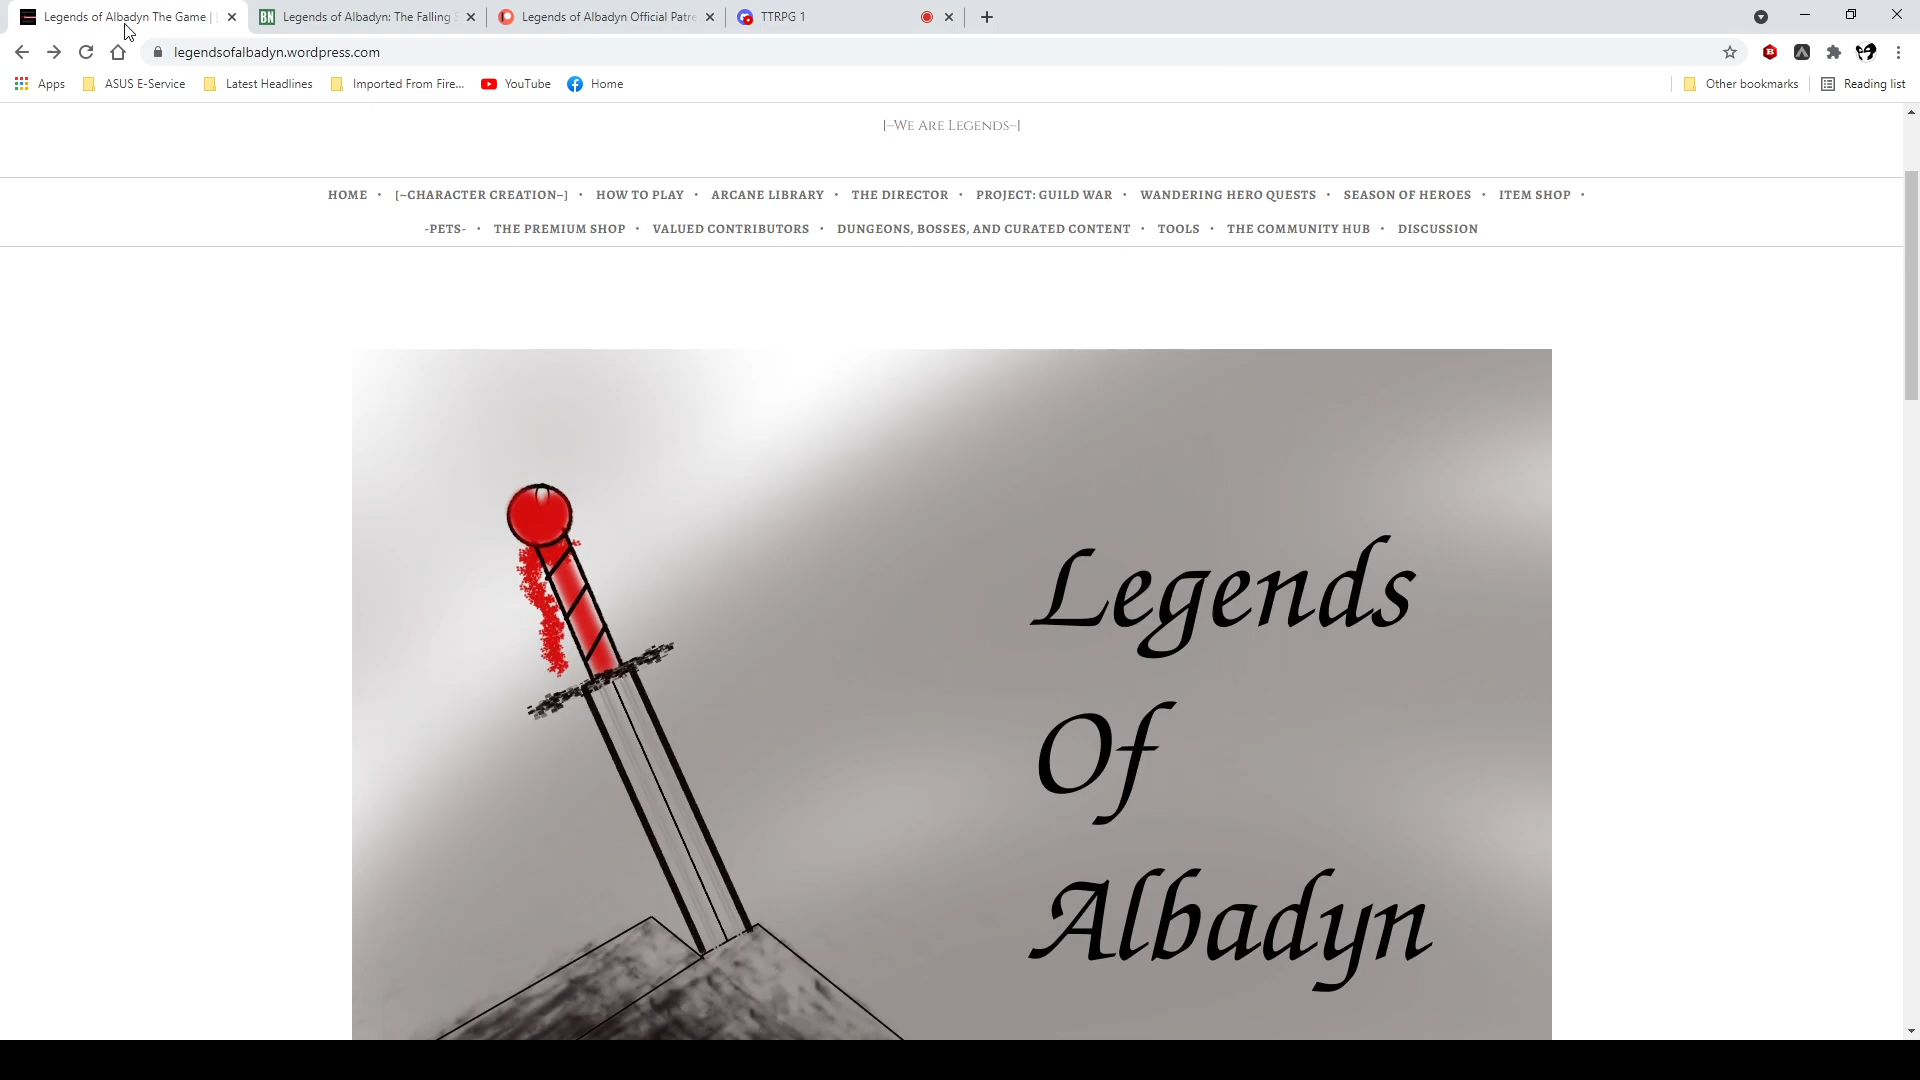 Legends of Albadyn The Game |
Legends of Albadyn: The Falling
Legends of Albadyn Official Patre
TTRPG 1
legendsofalbadyn.wordpress.com
Apps
ASUS E-Service
Latest Headlines
Imported From Fire...
YouTube
Home
Other bookmarks
Reading list
|~We Are Legends~|
HOME · [~CHARACTER CREATION~] · HOW TO PLAY · ARCANE LIBRARY · THE DIRECTOR · PROJECT: GUILD WAR · WANDERING HERO QUESTS · SEASON OF HEROES · ITEM SHOP ·
-PETS- · THE PREMIUM SHOP · VALUED CONTRIBUTORS · DUNGEONS, BOSSES, AND CURATED CONTENT · TOOLS · THE COMMUNITY HUB · DISCUSSION
Legends
Of
Albadyn